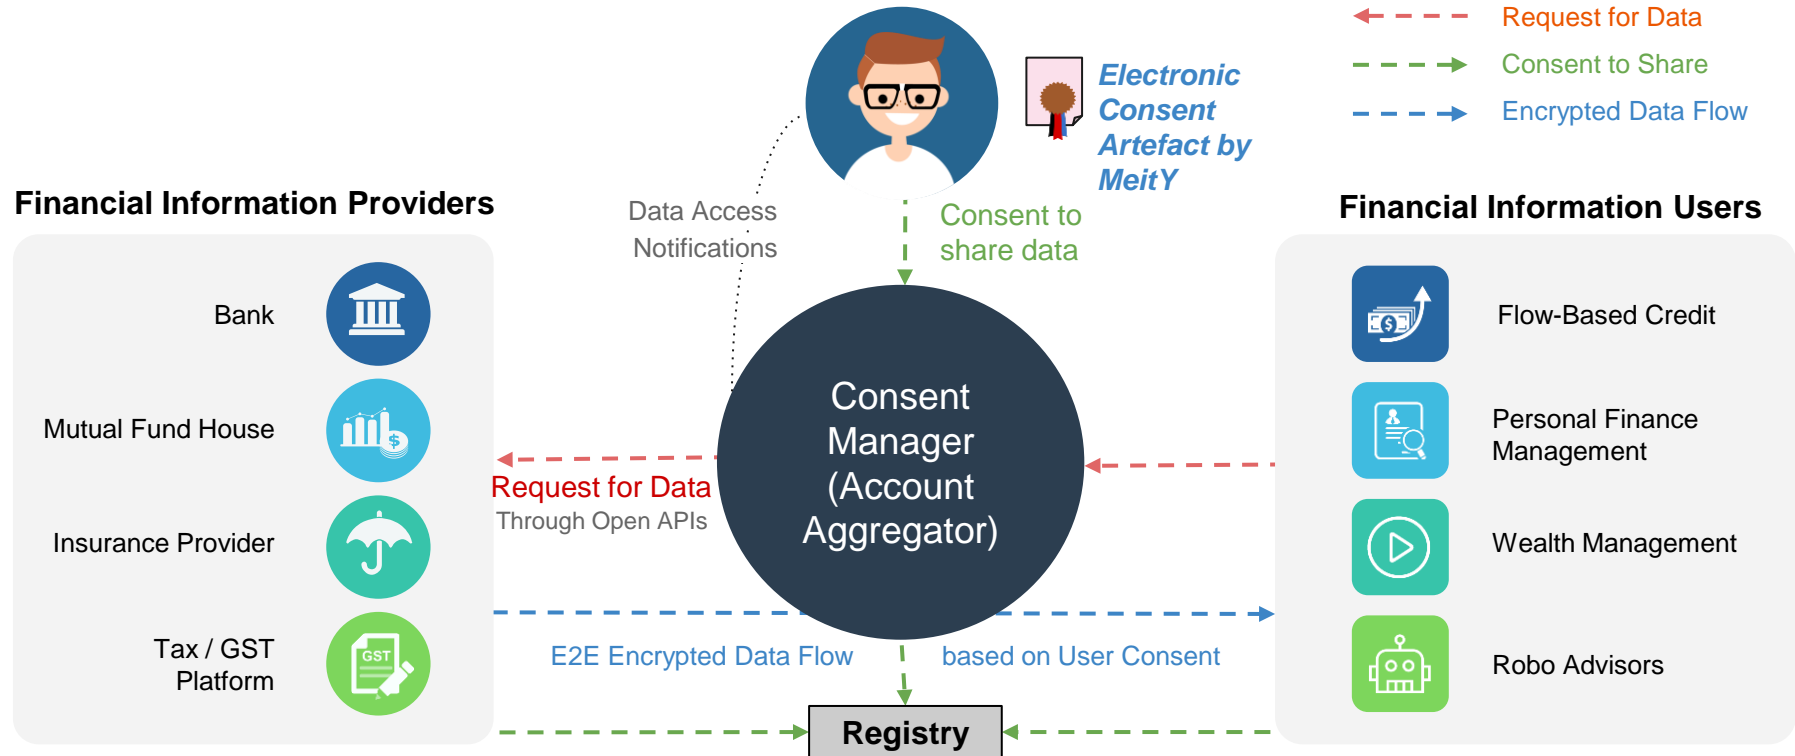 Request for Data
Consent to Share
Encrypted Data Flow
Electronic
Consent
Artefact by
MeitY
Financial Information Providers
Financial Information Users
Data Access
Notifications
Consent to
share data
Bank
Mutual Fund House
Insurance Provider
Tax / GST
Platform
GST
Request for Data
Through Open APIs
Consent
Manager
(Account
Aggregator)
Flow-Based Credit
Personal Finance
Management
Wealth Management
Robo Advisors
E2E Encrypted Data Flow
based on User Consent
Registry